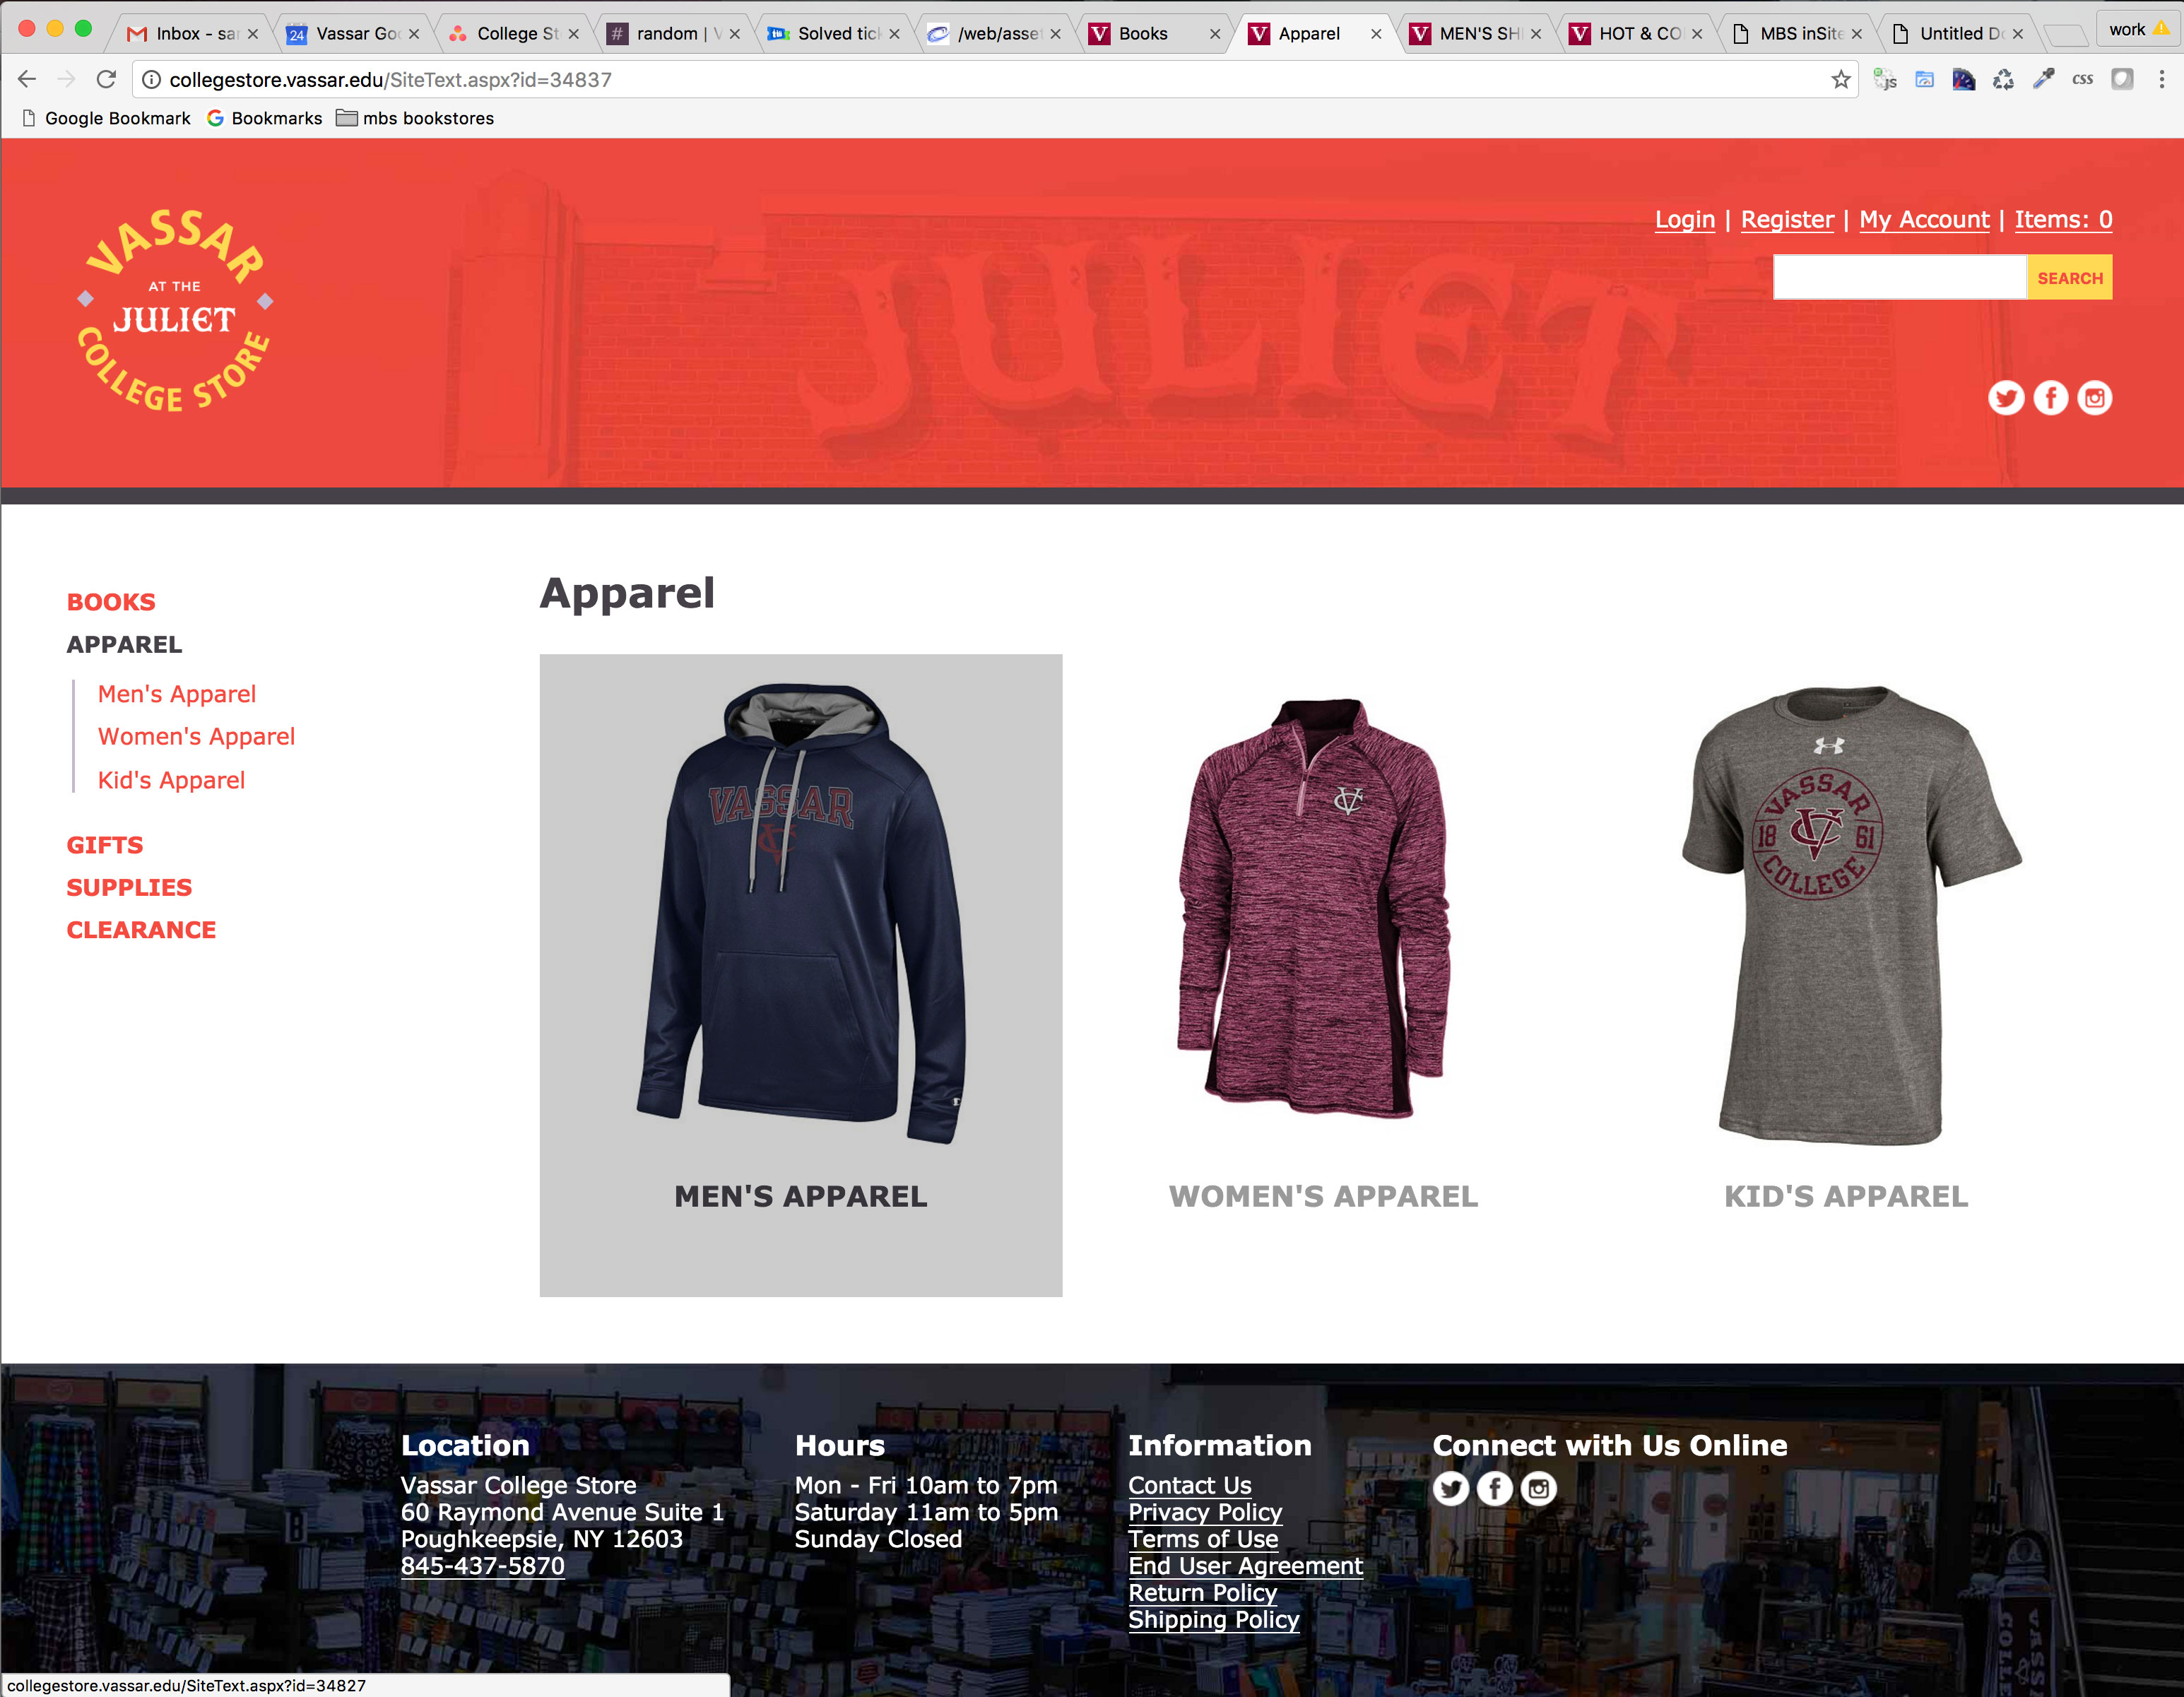 Inbox - sa
Vassar Goo
College St
random | V
Solved tick
/web/asset
Books
Apparel
MEN'S SH
HOT & CO
MBS inSite
Untitled D
work
collegestore.vassar.edu/SiteText.aspx?id=34837
Google Bookmark
Bookmarks
mbs bookstores
VASSAR
AT THE
JULIET
COLLEGE STORE
JULIET
Login | Register | My Account | Items: 0
SEARCH
BOOKS
APPAREL
Men's Apparel
Women's Apparel
Kid's Apparel
GIFTS
SUPPLIES
CLEARANCE
Apparel
VASSAR
VC
VC
VASSAR
18 VC 61
COLLEGE
MEN'S APPAREL
WOMEN'S APPAREL
KID'S APPAREL
Location
Vassar College Store
60 Raymond Avenue Suite 1
Poughkeepsie, NY 12603
845-437-5870
Hours
Mon - Fri 10am to 7pm
Saturday 11am to 5pm
Sunday Closed
Information
Contact Us
Privacy Policy
Terms of Use
End User Agreement
Return Policy
Shipping Policy
Connect with Us Online
collegestore.vassar.edu/SiteText.aspx?id=34827